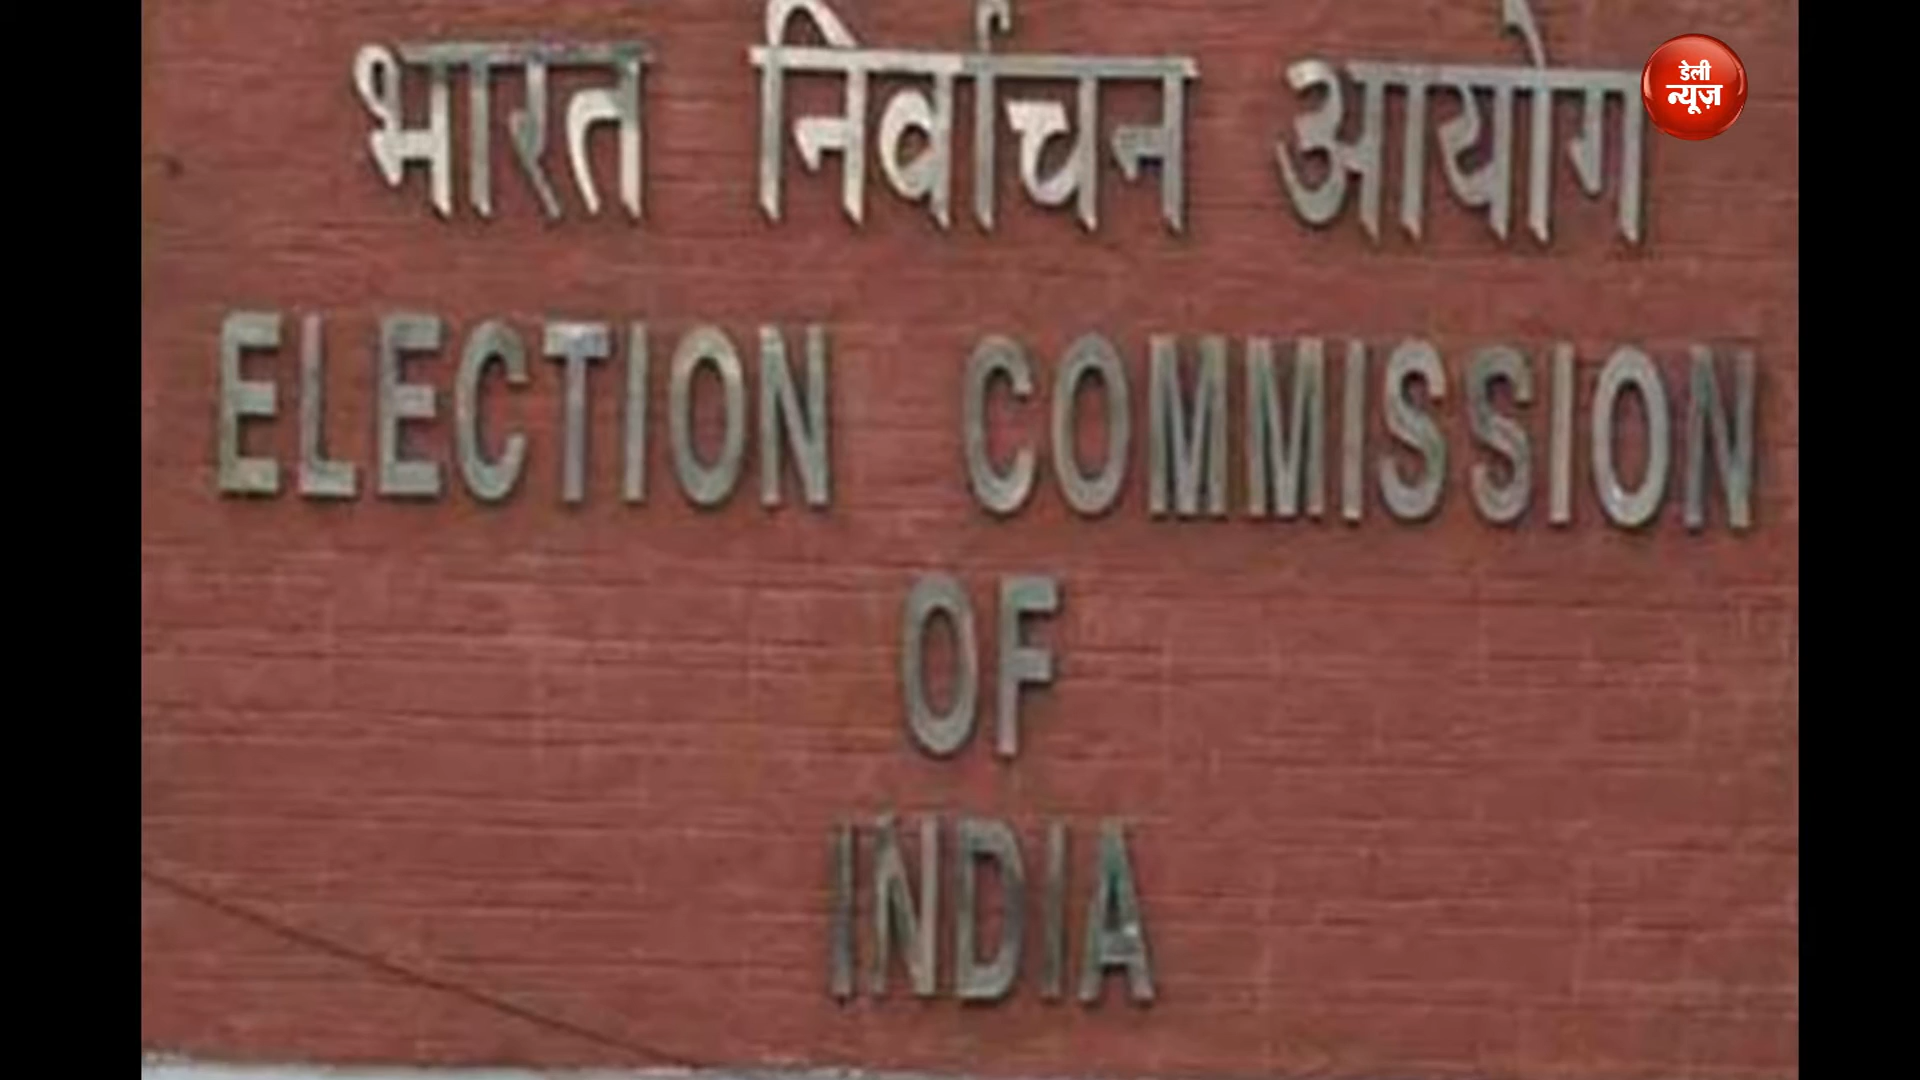 भारत निर्वाचन आयोग
डेली
न्यूज़
ELECTION COMMISSION
OF
INDIA